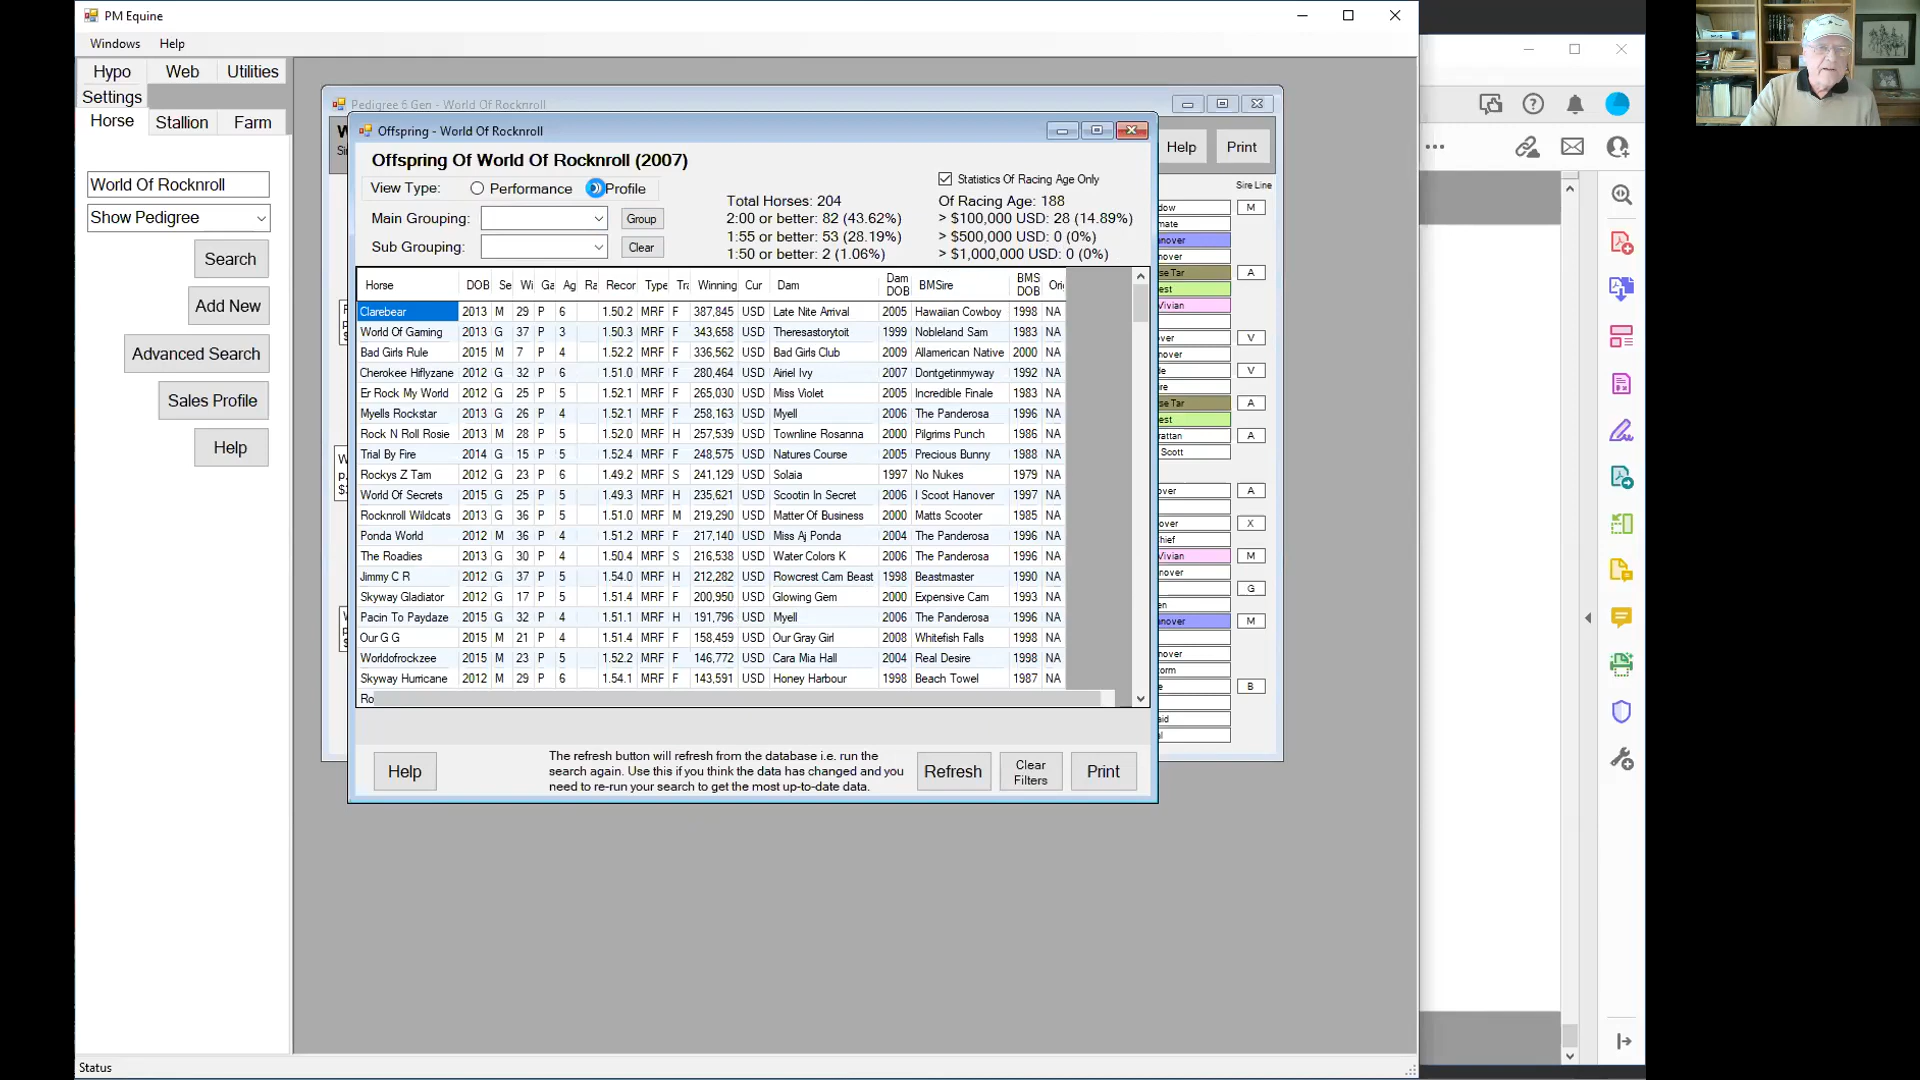 PM Equine
Windows Help
Hypo Web Utilities
Settings
Horse Stallion Farm
World Of Rocknroll
Show Pedigree
Search
Add New
Advanced Search
Sales Profile
Help
Status
Pedigree 6 Gen - World Of Rocknroll
Help Print
Sire Line
Offspring - World Of Rocknroll
Offspring Of World Of Rocknroll (2007)
View Type: Performance Profile
Main Grouping: Group
Sub Grouping: Clear
Total Horses: 204
2:00 or better: 82 (43.62%)
1:55 or better: 53 (28.19%)
1:50 or better: 2 (1.06%)
Statistics Of Racing Age Only
Of Racing Age: 188
> $100,000 USD: 28 (14.89%)
> $500,000 USD: 0 (0%)
> $1,000,000 USD: 0 (0%)
Horse DOB Se Wi Ga Ag Ra Recor Type Tr Winning Cur Dam Dam DOB BMSire BMS DOB Ori
Clarebear 2013 M 29 P 6 1.50.2 MRF F 387,845 USD Late Nite Arrival 2005 Hawaiian Cowboy 1998 NA
World Of Gaming 2013 G 37 P 3 1.50.3 MRF F 343,658 USD Theresastorytoit 1999 Nobleland Sam 1983 NA
Bad Girls Rule 2015 M 7 P 4 1.52.2 MRF F 336,562 USD Bad Girls Club 2009 Allamerican Native 2000 NA
Cherokee Hiflyzane 2012 G 32 P 6 1.51.0 MRF F 280,464 USD Airiel Ivy 2007 Dontgetinmyway 1992 NA
Er Rock My World 2012 G 25 P 5 1.52.1 MRF F 265,030 USD Miss Violet 2005 Incredible Finale 1983 NA
Myells Rockstar 2013 G 26 P 4 1.52.1 MRF F 258,163 USD Myell 2006 The Panderosa 1996 NA
Rock N Roll Rosie 2013 M 28 P 5 1.52.0 MRF H 257,539 USD Townline Rosanna 2000 Pilgrims Punch 1986 NA
Trial By Fire 2014 G 15 P 5 1.52.4 MRF F 248,575 USD Natures Course 2005 Precious Bunny 1988 NA
Rockys Z Tam 2012 G 23 P 6 1.49.2 MRF S 241,129 USD Solaia 1997 No Nukes 1979 NA
World Of Secrets 2015 G 25 P 5 1.49.3 MRF H 235,621 USD Scootin In Secret 2006 I Scoot Hanover 1997 NA
Rocknroll Wildcats 2013 G 36 P 5 1.51.0 MRF M 219,290 USD Matter Of Business 2000 Matts Scooter 1985 NA
Ponda World 2012 M 36 P 4 1.51.2 MRF F 217,140 USD Miss Aj Ponda 2004 The Panderosa 1996 NA
The Roadies 2013 G 30 P 4 1.50.4 MRF S 216,538 USD Water Colors K 2006 The Panderosa 1996 NA
Jimmy C R 2012 G 37 P 5 1.54.0 MRF H 212,282 USD Rowcrest Cam Beast 1998 Beastmaster 1990 NA
Skyway Gladiator 2012 G 17 P 5 1.51.4 MRF F 200,950 USD Glowing Gem 2000 Expensive Cam 1993 NA
Pacin To Paydaze 2015 G 32 P 4 1.51.1 MRF H 191,796 USD Myell 2006 The Panderosa 1996 NA
Our G G 2015 M 21 P 4 1.51.4 MRF F 158,459 USD Our Gray Girl 2008 Whitefish Falls 1998 NA
Worldofrockzee 2015 M 23 P 5 1.52.2 MRF F 146,772 USD Cara Mia Hall 2004 Real Desire 1998 NA
Skyway Hurricane 2012 M 29 P 6 1.54.1 MRF F 143,591 USD Honey Harbour 1998 Beach Towel 1987 NA
Ro
Help
The refresh button will refresh from the database i.e. run the
search again. Use this if you think the data has changed and you
need to re-run your search to get the most up-to-date data.
Refresh
Clear
Filters
Print
M
A
V
V
A
A
A
X
M
G
M
B